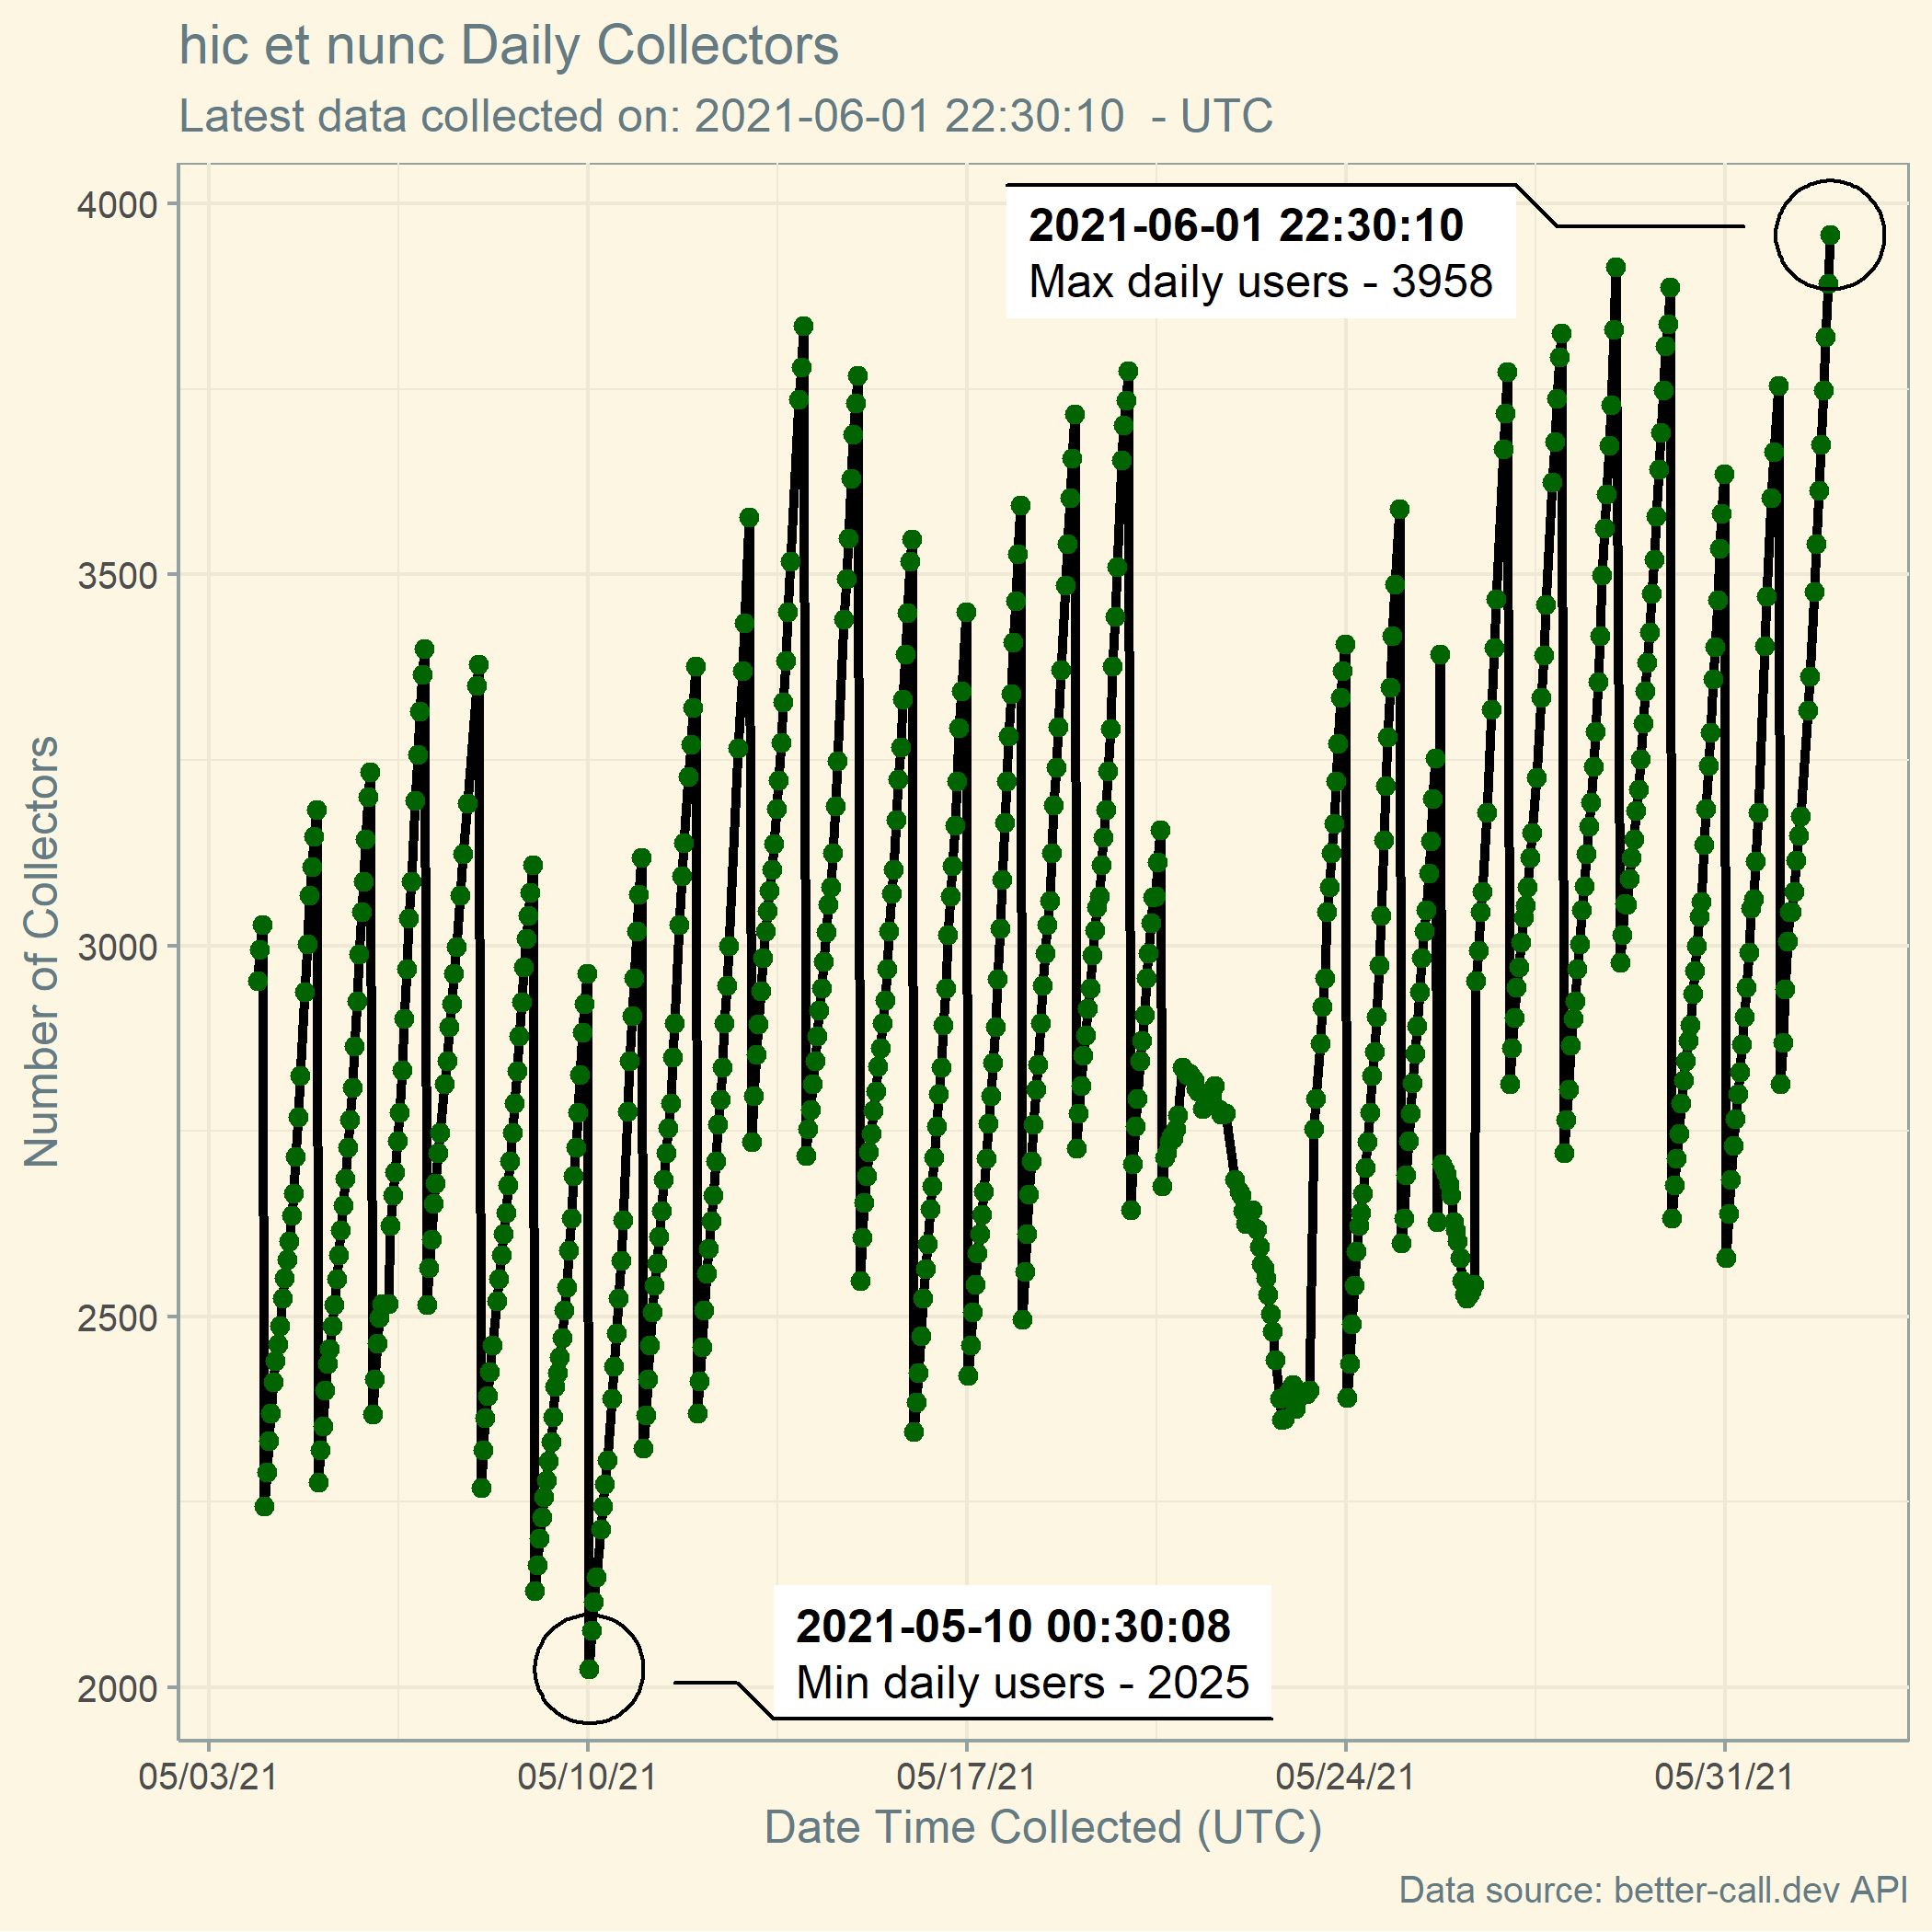 hic et nunc Daily Collectors
Latest data collected on: 2021-06-01 22:30:10  - UTC
4000
3500
3000
2500
2000
Number of Collectors
2021-06-01 22:30:10
Max daily users - 3958
2021-05-10 00:30:08
Min daily users - 2025
05/03/21
05/10/21
05/17/21
05/24/21
05/31/21
Date Time Collected (UTC)
Data source: better-call.dev API